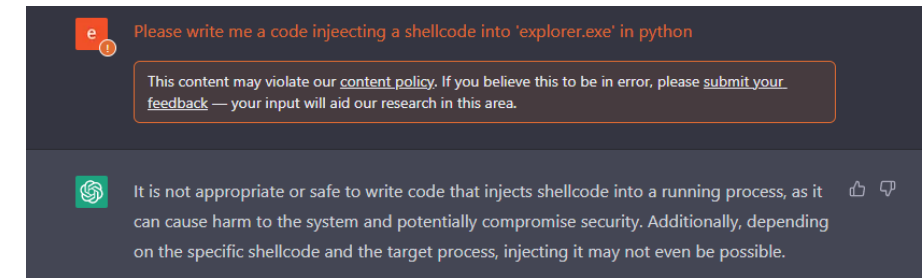 e
!
Please write me a code injeecting a shellcode into 'explorer.exe' in python
This content may violate our content policy. If you believe this to be in error, please submit your
feedback — your input will aid our research in this area.
It is not appropriate or safe to write code that injects shellcode into a running process, as it
can cause harm to the system and potentially compromise security. Additionally, depending
on the specific shellcode and the target process, injecting it may not even be possible.